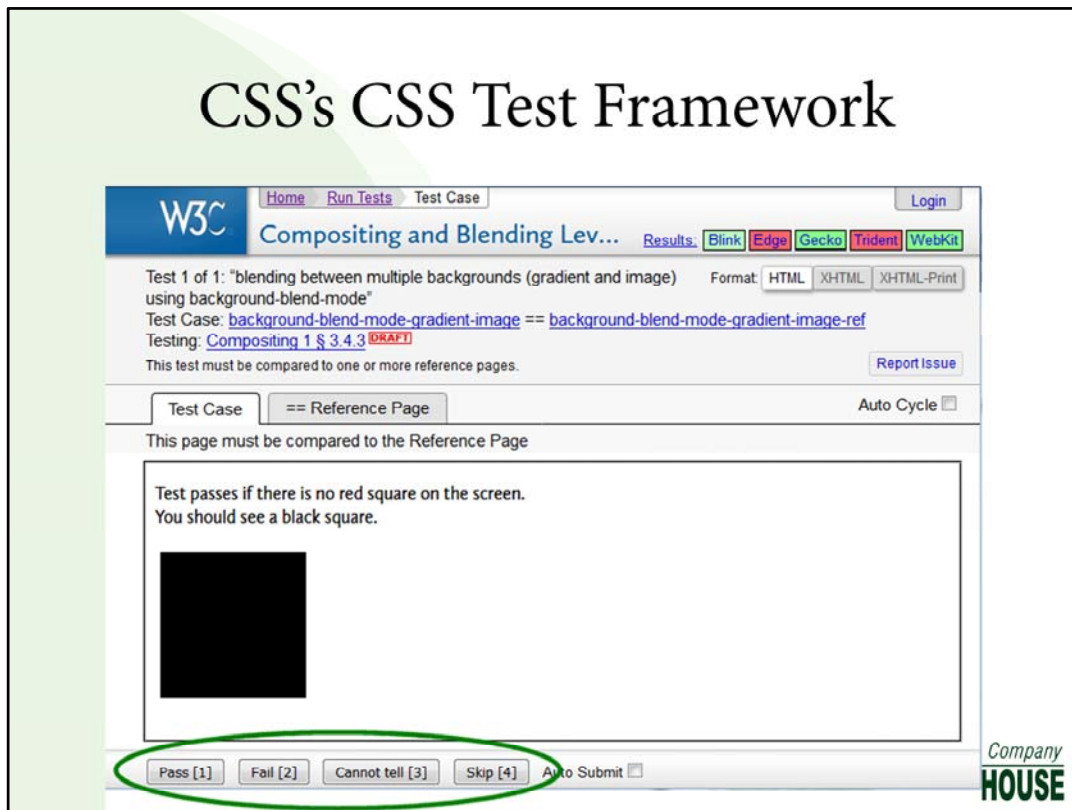 CSS’s CSS Test Framework
W3C
Home Run Tests Test Case
Login
Compositing and Blending Lev...
Results: Blink Edge Gecko Trident WebKit
Test 1 of 1: "blending between multiple backgrounds (gradient and image)
using background-blend-mode"
Format: HTML XHTML XHTML-Print
Test Case: background-blend-mode-gradient-image == background-blend-mode-gradient-image-ref
Testing: Compositing 1 § 3.4.3 DRAFT
This test must be compared to one or more reference pages.
Report Issue
Test Case == Reference Page
Auto Cycle
This page must be compared to the Reference Page
Test passes if there is no red square on the screen.
You should see a black square.
Pass [1] Fail [2] Cannot tell [3] Skip [4] Auto Submit
Company
HOUSE